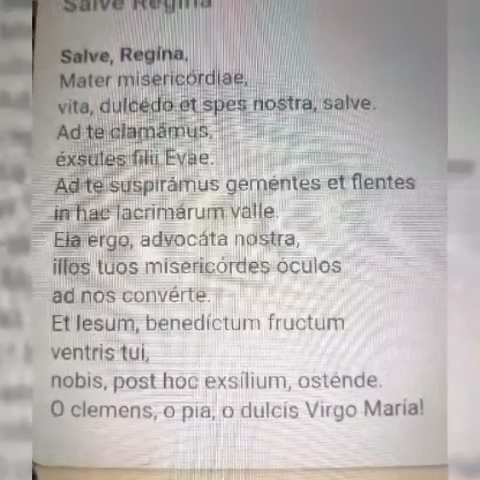 Salve Regina
Salve, Regína,
Mater misericórdiae,
vita, dulcédo et spes nostra, salve.
Ad te clamámus,
éxsules fílii Evae.
Ad te suspirámus geméntes et flentes
in hac lacrimárum valle.
Eia ergo, advocáta nostra,
illos tuos misericórdes óculos
ad nos convérte.
Et Iesum, benedíctum fructum
ventris tui,
nobis, post hoc exsílium, osténde.
O clemens, o pia, o dulcis Virgo María!